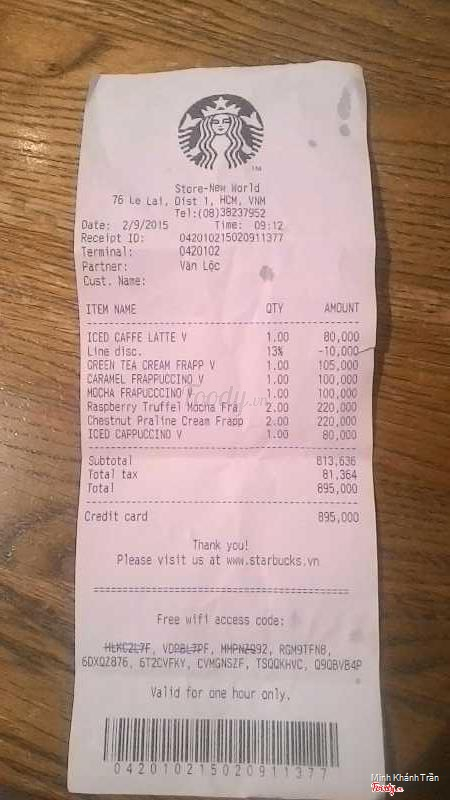 TM
Store-New World
76 Le Lai, Dist 1, HCM, VNM
Tel:(08)38237952
Date: 2/9/2015 Time: 09:12
Receipt ID: 042010215020911377
Terminal: 0420102
Partner: Văn Lộc
Cust. Name:
ITEM NAME QTY AMOUNT
ICED CAFFE LATTE V 1.00 80,000
Line disc. 13% -10,000
GREEN TEA CREAM FRAPP V 1.00 105,000
CARAMEL FRAPPUCCINO V 1.00 100,000
MOCHA FRAPUCCCINO V 1.00 100,000
Raspberry Truffel Mocha Fra 2.00 220,000
Chestnut Praline Cream Frapp 2.00 220,000
ICED CAPPUCCINO V 1.00 80,000
foody.vn
Subtotal 813,636
Total tax 81,364
Total 895,000
Credit card 895,000
Thank you!
Please visit us at www.starbucks.vn
Free wifi access code:
HLKC2L7F, VDPBL7PF, MHPNZQ92, RGM9TFN8,
6DXQZ876, 6T2CVFKY, CVMGNSZF, TSQQKHVC, Q9QBVB4P
Valid for one hour only.
042010215020911377
Minh Khánh Trần
Foody.vn